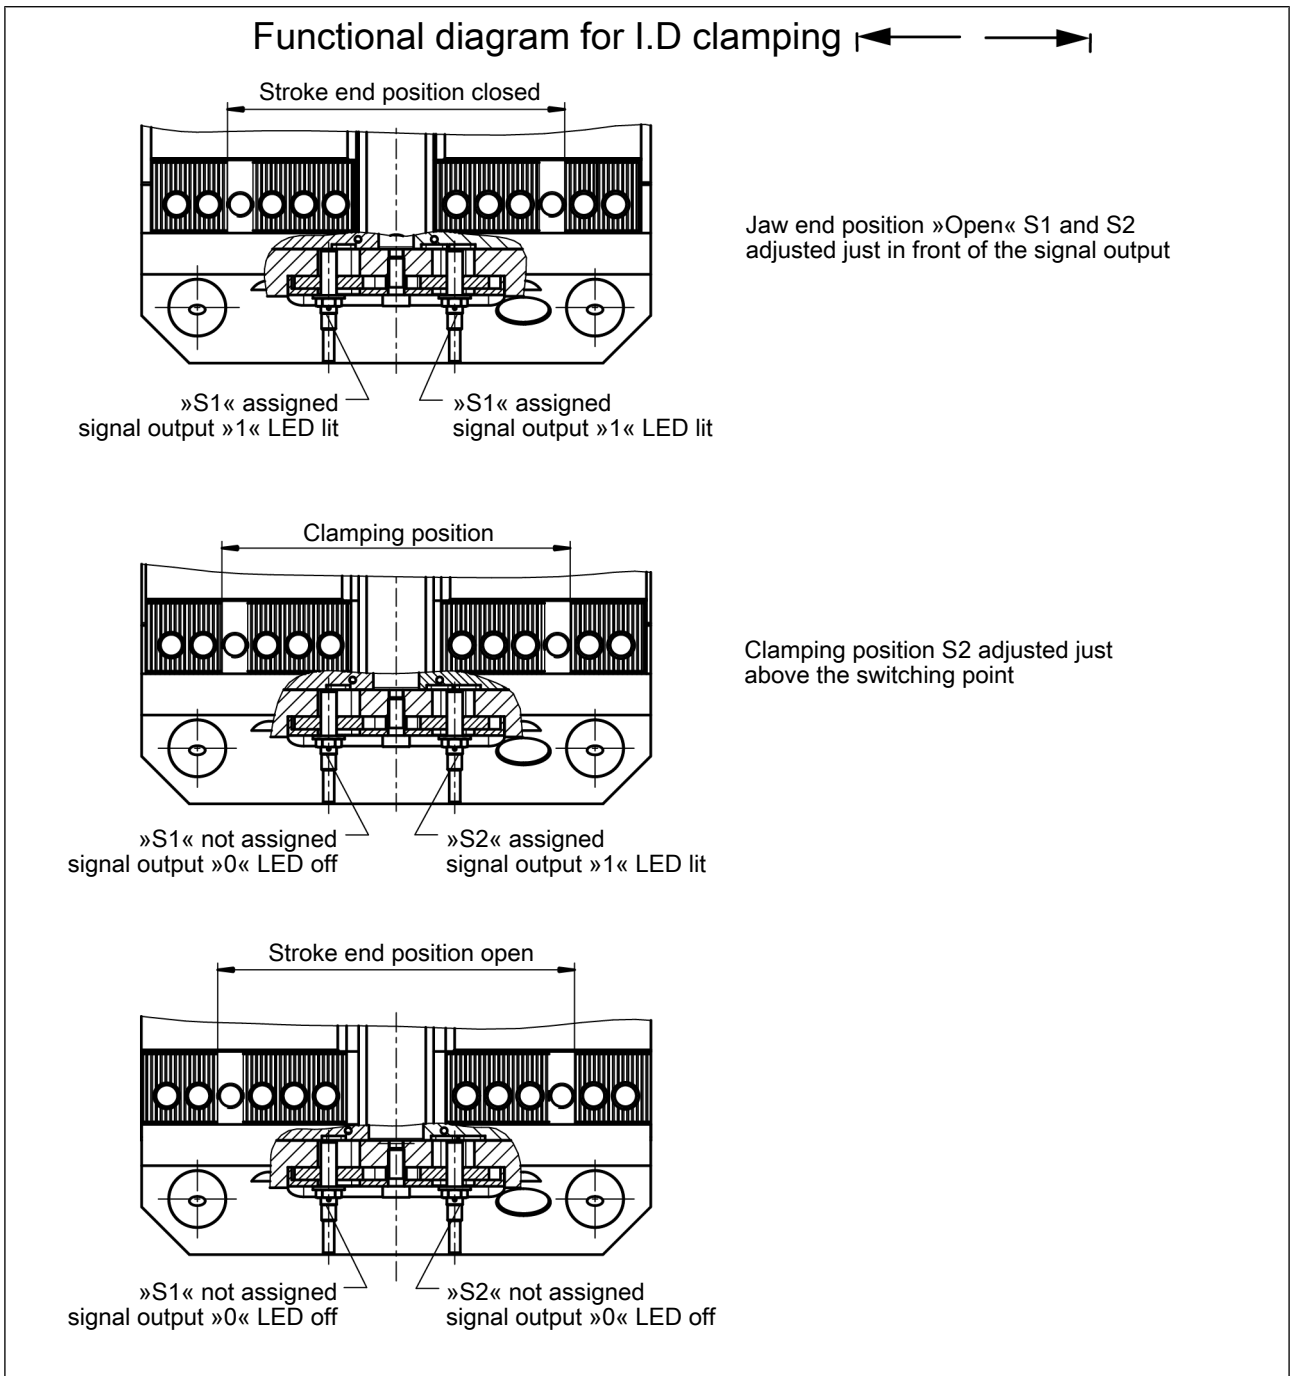 Functional diagram for I.D clamping
Stroke end position closed
Jaw end position »Open« S1 and S2
adjusted just in front of the signal output
»S1« assigned
signal output »1« LED lit
»S1« assigned
signal output »1« LED lit
Clamping position
Clamping position S2 adjusted just
above the switching point
»S1« not assigned
signal output »0« LED off
»S2« assigned
signal output »1« LED lit
Stroke end position open
»S1« not assigned
signal output »0« LED off
»S2« not assigned
signal output »0« LED off